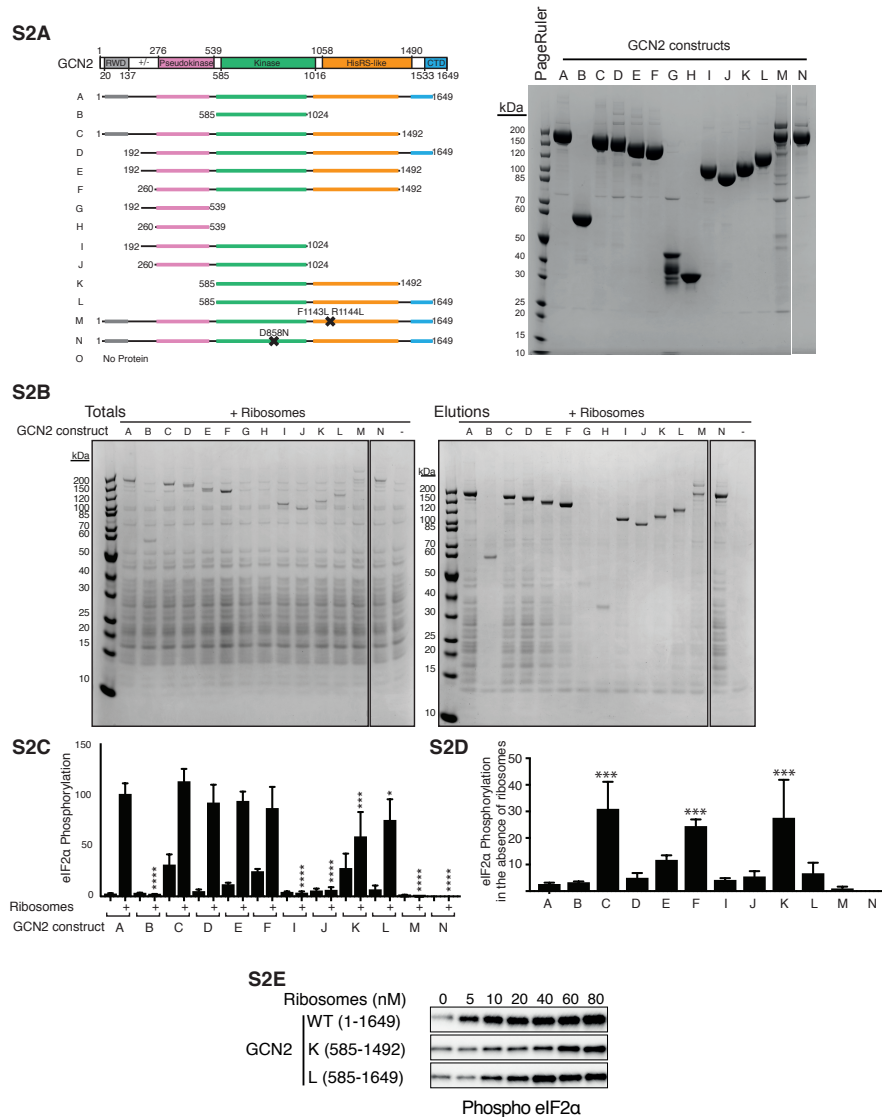 S2A
1 276 539 1058 1490
GCN2 RWD +/- Pseudokinase Kinase HisRS-like CTD
20 137 585 1016 1533 1649
A 1 1649
B 585 1024
C 1 1492
D 192 1649
E 192 1492
F 260 1492
G 192 539
H 260 539
I 192 1024
J 260 1024
K 585 1492
L 585 1649
F1143L R1144L
M 1 1649
D858N
N 1 1649
O No Protein
PageRuler
GCN2 constructs
A B C D E F G H I J K L M N
kDa
200
150
120
100
85
70
60
50
40
30
25
20
15
10
S2B
Totals + Ribosomes
GCN2 construct A B C D E F G H I J K L M N -
kDa
200
150
120
100
85
70
60
50
40
30
25
20
15
10
Elutions + Ribosomes
A B C D E F G H I J K L M N -
kDa
200
150
120
100
85
70
60
50
40
30
25
20
15
10
S2C
eIF2α Phosphorylation
150
100
50
0
**** **** **** *** * **** ****
Ribosomes + + + + + + + + + + + +
GCN2 construct A B C D E F I J K L M N
S2D
eIF2α Phosphorylation
in the absence of ribosomes
50
40
30
20
10
*** *** ***
A B C D E F I J K L M N
S2E
Ribosomes (nM) 0 5 10 20 40 60 80
WT (1-1649)
GCN2 K (585-1492)
L (585-1649)
Phospho eIF2α